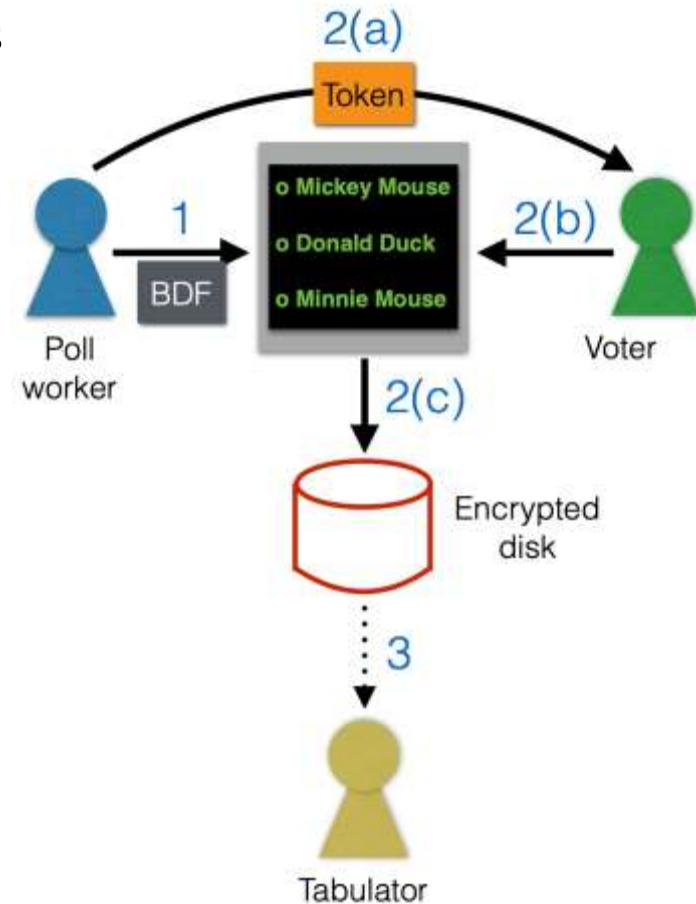 2(a)
Token
o Mickey Mouse
1
2(b)
o Donald Duck
BDF
o Minnie Mouse
Poll
worker
Voter
2(c)
Encrypted
disk
3
Tabulator